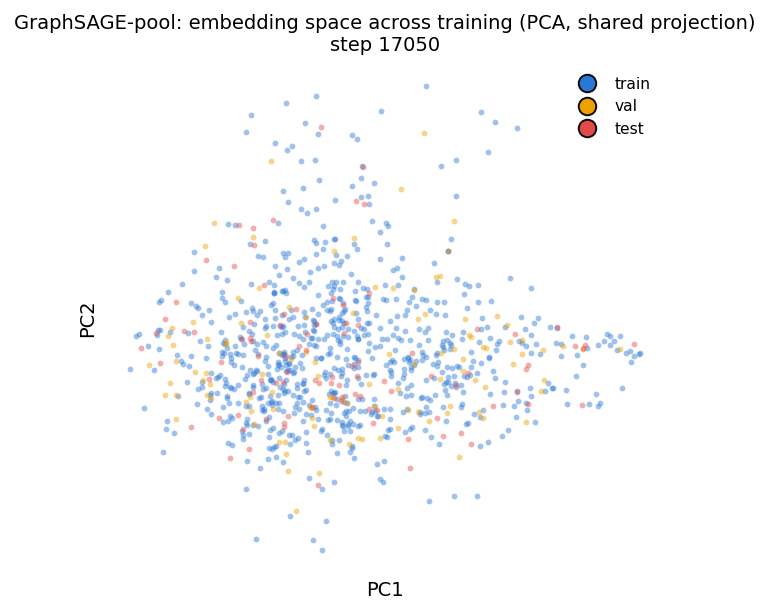 GraphSAGE-pool: embedding space across training (PCA, shared projection)
step 17050
train
val
test
PC2
PC1